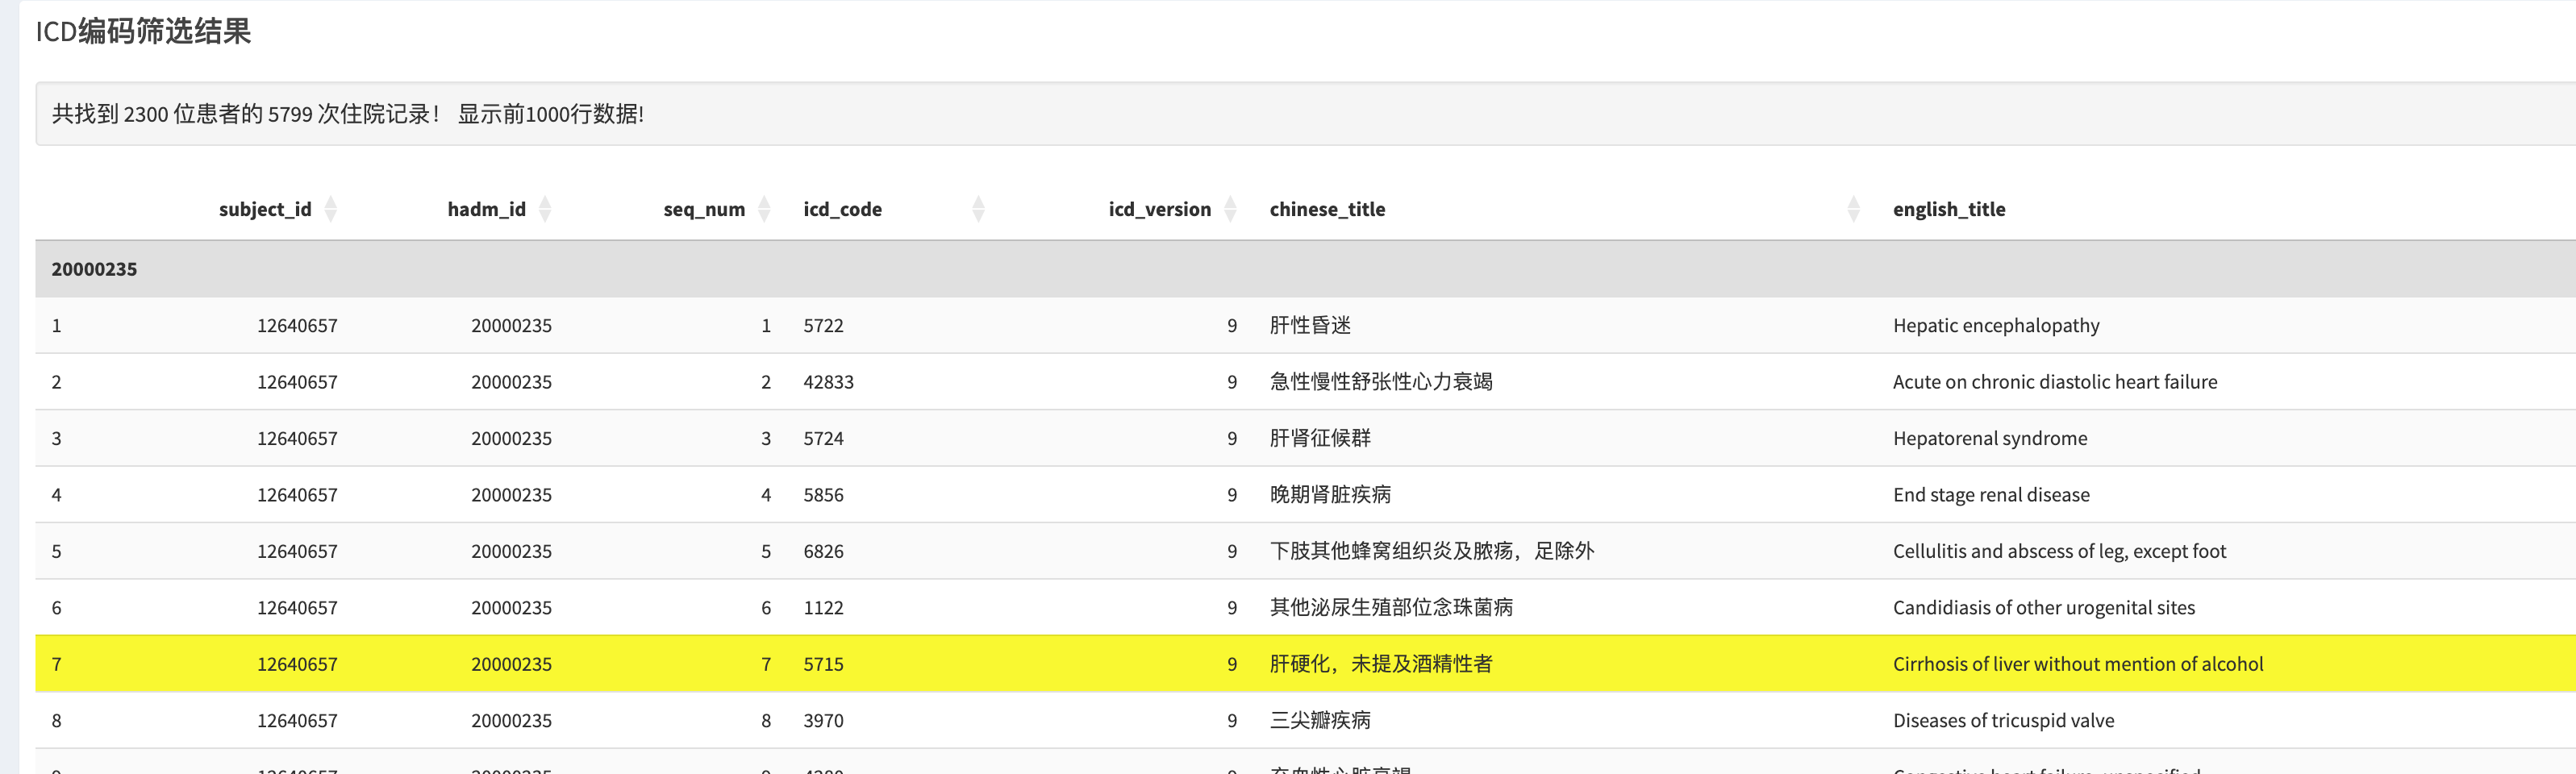 ICD编码筛选结果
共找到 2300 位患者的 5799 次住院记录！ 显示前1000行数据!
subject_id hadm_id seq_num icd_code icd_version chinese_title english_title
20000235
1 12640657 20000235 1 5722 9 肝性昏迷 Hepatic encephalopathy
2 12640657 20000235 2 42833 9 急性慢性舒张性心力衰竭 Acute on chronic diastolic heart failure
3 12640657 20000235 3 5724 9 肝肾征候群 Hepatorenal syndrome
4 12640657 20000235 4 5856 9 晚期肾脏疾病 End stage renal disease
5 12640657 20000235 5 6826 9 下肢其他蜂窝组织炎及脓疡，足除外 Cellulitis and abscess of leg, except foot
6 12640657 20000235 6 1122 9 其他泌尿生殖部位念珠菌病 Candidiasis of other urogenital sites
7 12640657 20000235 7 5715 9 肝硬化，未提及酒精性者 Cirrhosis of liver without mention of alcohol
8 12640657 20000235 8 3970 9 三尖瓣疾病 Diseases of tricuspid valve